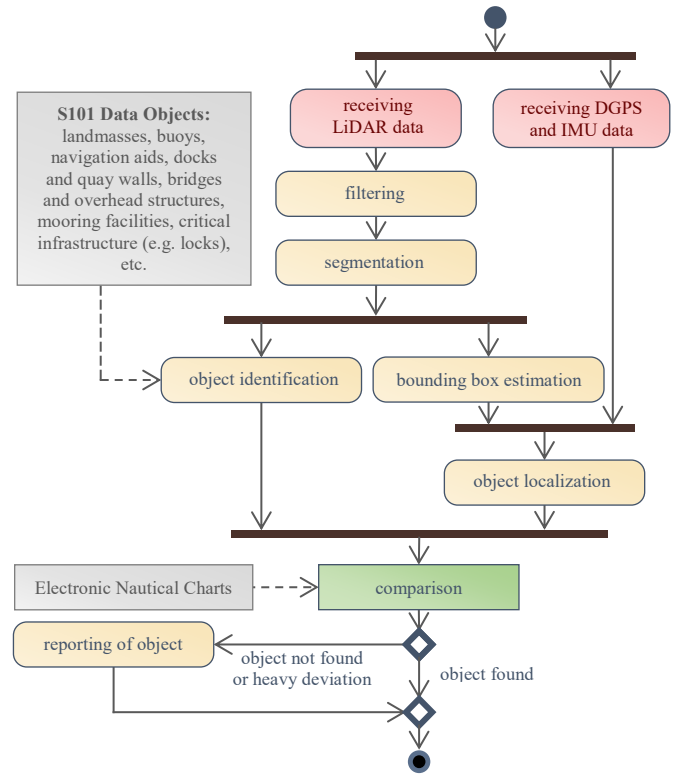 receiving
LiDAR data
receiving DGPS
and IMU data
S101 Data Objects:
landmasses, buoys,
navigation aids, docks
and quay walls, bridges
and overhead structures,
mooring facilities, critical
infrastructure (e.g. locks),
etc.
filtering
segmentation
object identification
bounding box estimation
object localization
Electronic Nautical Charts
comparison
reporting of object
object not found
or heavy deviation
object found